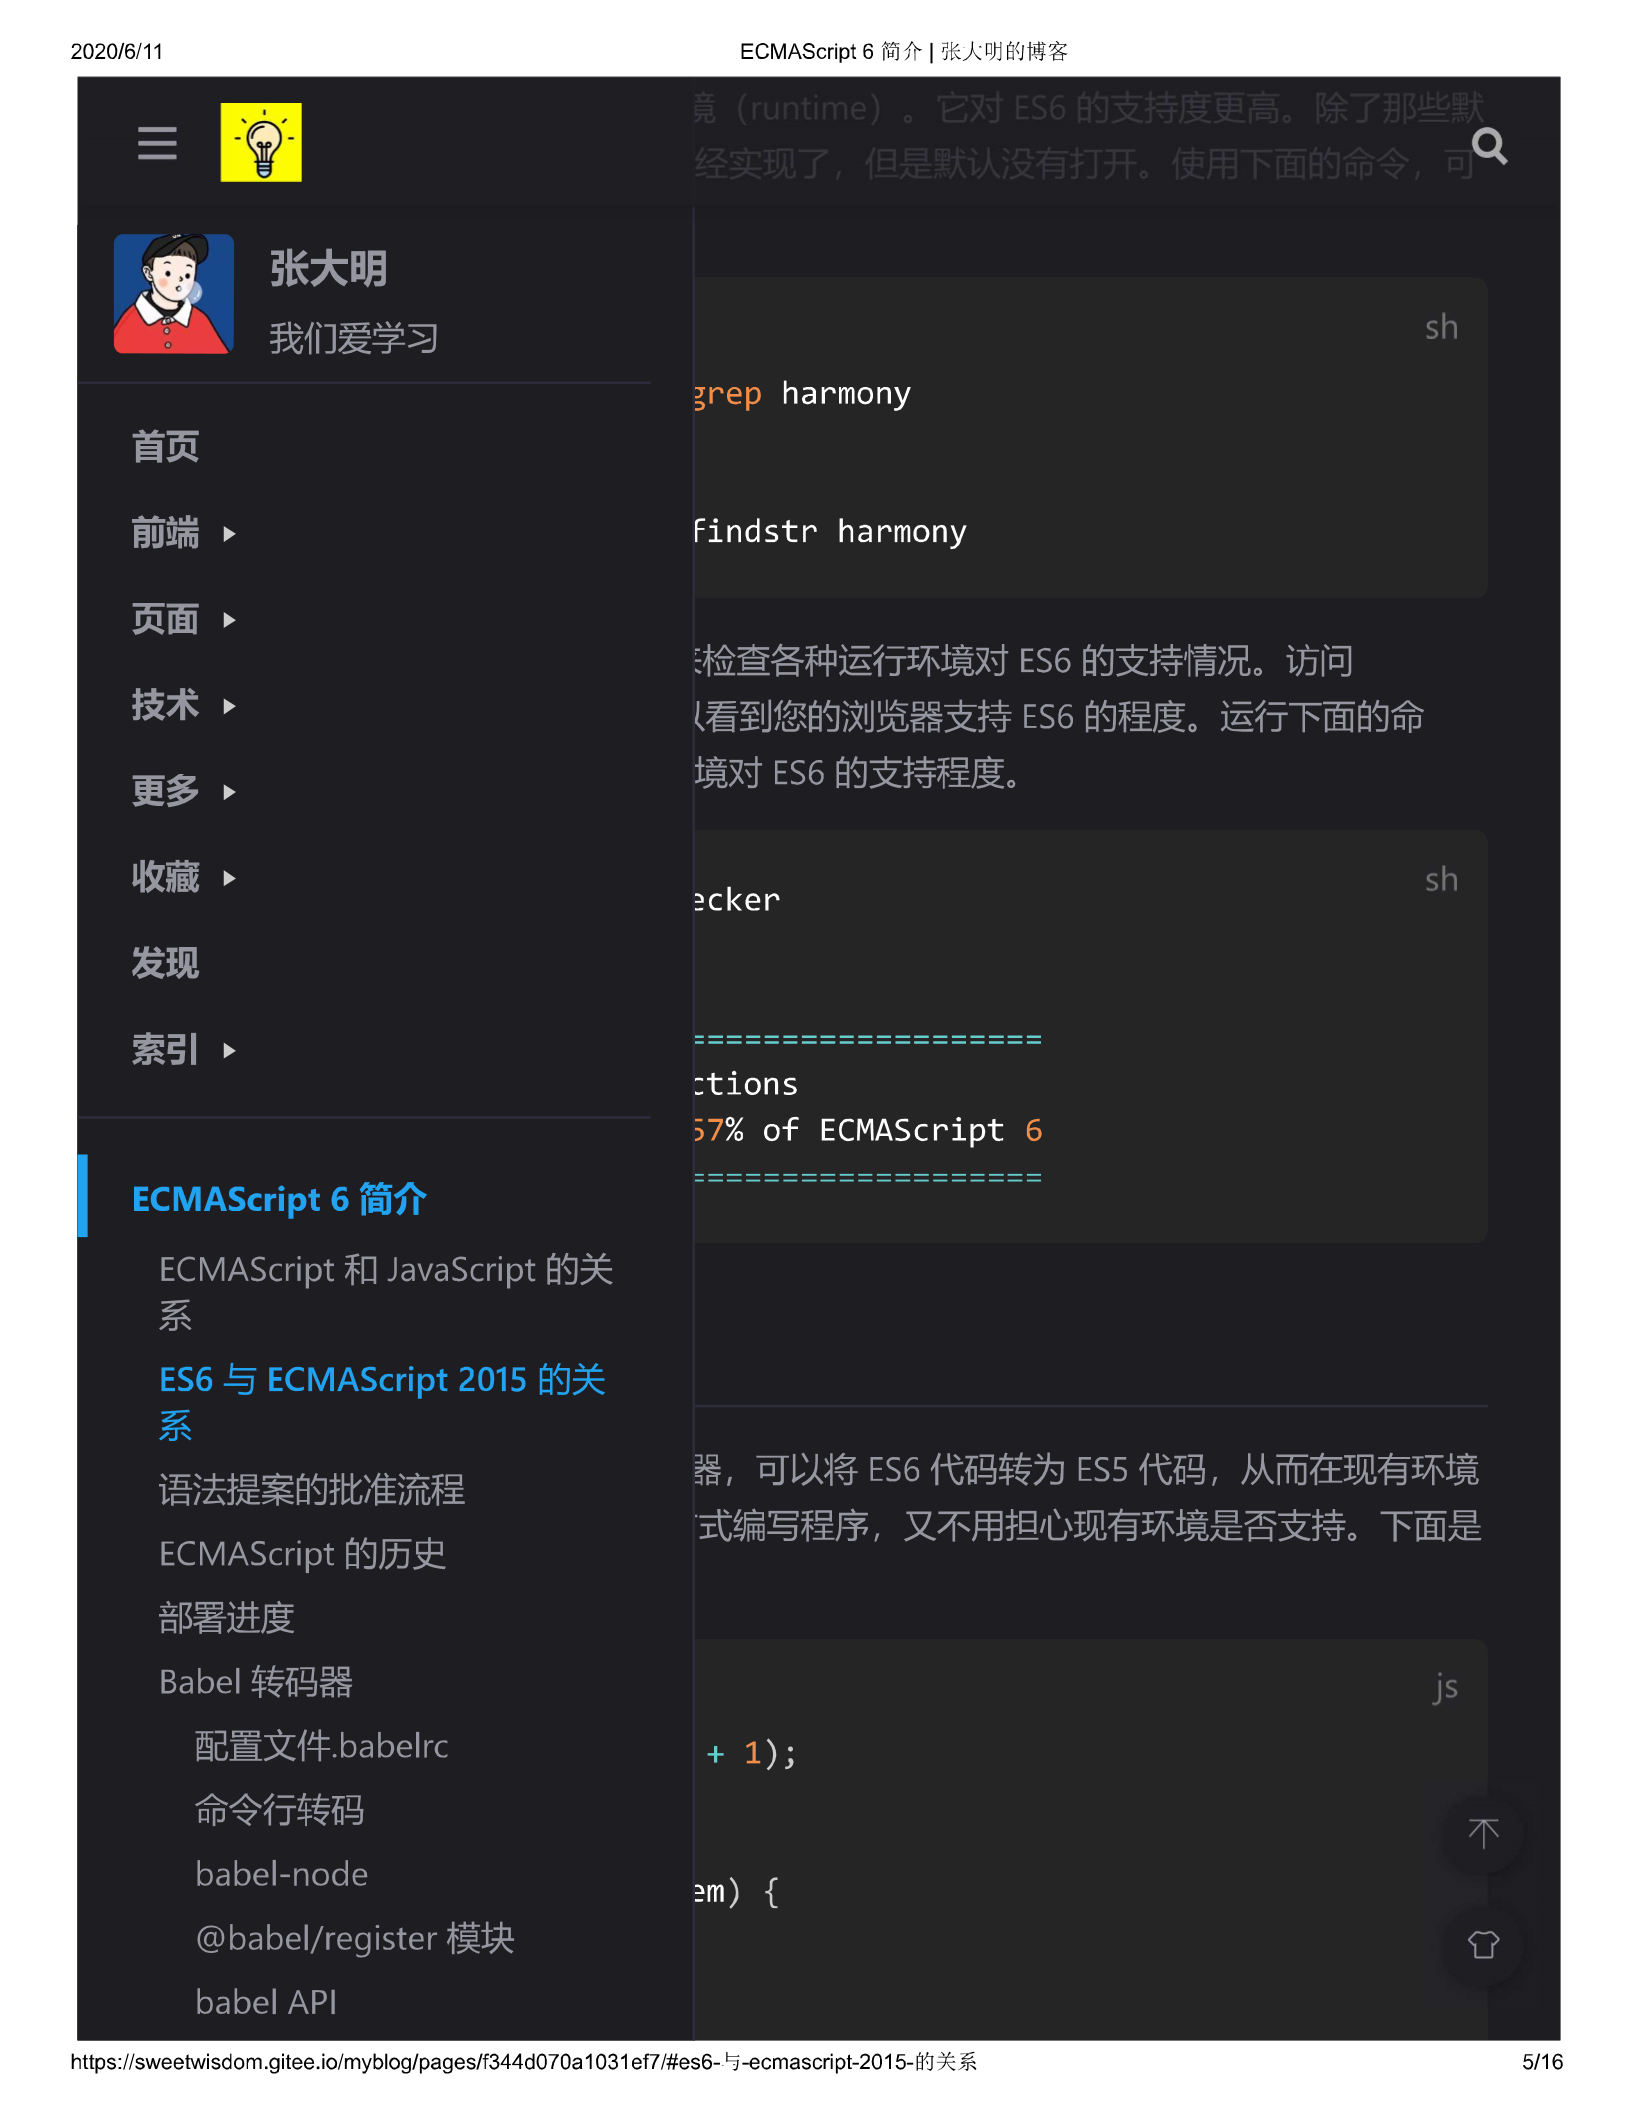 2020/6/11
ECMAScript 6 简介 | 张大明的博客
境（runtime）。它对 ES6 的支持度更高。除了那些默
经实现了，但是默认没有打开。使用下面的命令，可
张大明
我们爱学习
首页
前端
页面
技术
更多
收藏
发现
索引
ECMAScript 6 简介
ECMAScript 和 JavaScript 的关
系
ES6 与 ECMAScript 2015 的关
系
语法提案的批准流程
ECMAScript 的历史
部署进度
Babel 转码器
配置文件.babelrc
命令行转码
babel-node
@babel/register 模块
babel API
sh
grep harmony
findstr harmony
检查各种运行环境对 ES6 的支持情况。访问
以看到您的浏览器支持 ES6 的程度。运行下面的命
境对 ES6 的支持程度。
sh
ecker
===================
ctions
57% of ECMAScript 6
===================
器，可以将 ES6 代码转为 ES5 代码，从而在现有环境
式编写程序，又不用担心现有环境是否支持。下面是
js
+ 1);
em) {
https://sweetwisdom.gitee.io/myblog/pages/f344d070a1031ef7/#es6-与-ecmascript-2015-的关系
5/16